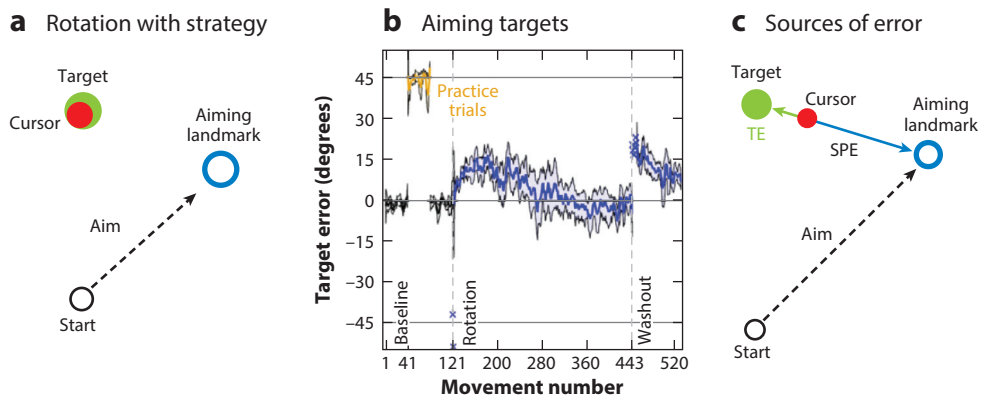 a Rotation with strategy
Target
Cursor
Aiming
landmark
Aim
Start
b Aiming targets
Target error (degrees)
45
30
15
0
−15
−30
−45
Practice
trials
Baseline
Rotation
Washout
1 41 121 200 280 360 443 520
Movement number
c Sources of error
Target
Cursor
TE
SPE
Aiming
landmark
Aim
Start